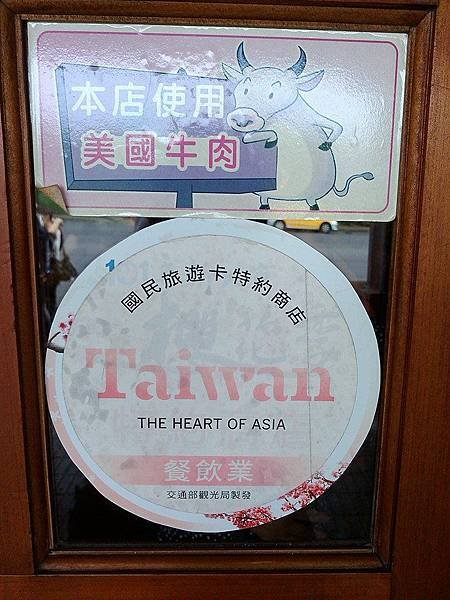 本店使用
美國牛肉
國民旅遊卡特約商店
Taiwan
THE HEART OF ASIA
餐飲業
交通部觀光局製發